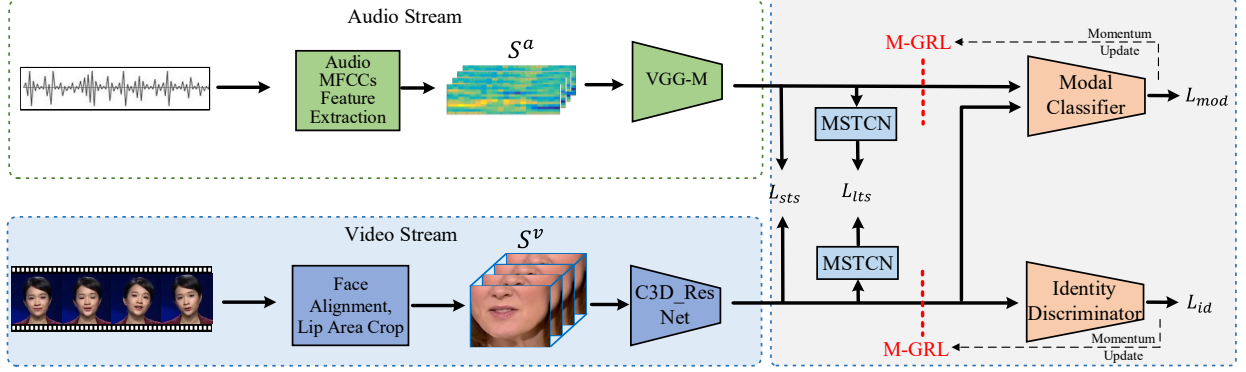 Audio Stream
Audio
MFCCs
Feature
Extraction
S^a
VGG-M
M-GRL
Momentum
Update
Modal
Classifier
L_mod
MSTCN
L_sts
L_lts
MSTCN
Video Stream
Face
Alignment,
Lip Area Crop
S^v
C3D_Res
Net
M-GRL
Identity
Discriminator
L_id
Momentum
Update